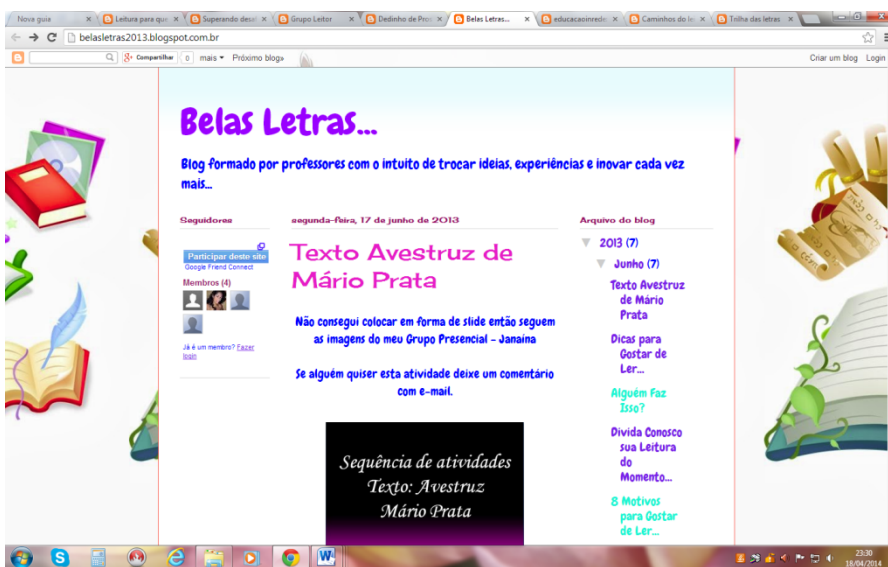 Nova guia
Leitura para que
Superando desaf
Grupo Leitor
Dedinho de Pros
Belas Letras...
educacaoinrede
Caminhos do le
Trilha das letras
belasletras2013.blogspot.com.br
Compartilhar 0 mais Próximo blog»
Criar um blog Login
Belas Letras...
Blog formado por professores com o intuito de trocar ideias, experiências e inovar cada vez
mais...
Seguidores
Participar deste site
Google Friend Connect
Membros (4)
Já é um membro? Fazer
login
segunda-feira, 17 de junho de 2013
Texto Avestruz de
Mário Prata
Não consegui colocar em forma de slide então seguem
as imagens do meu Grupo Presencial - Janaína
Se alguém quiser esta atividade deixe um comentário
com e-mail.
Sequência de atividades
Texto: Avestruz
Mário Prata
Arquivo do blog
▼ 2013 (7)
▼ Junho (7)
Texto Avestruz
de Mário
Prata
Dicas para
Gostar de
Ler...
Alguém Faz
Isso?
Divida Conosco
sua Leitura
do
Momento...
8 Motivos
para Gostar
de Ler...
23:30
18/04/2014